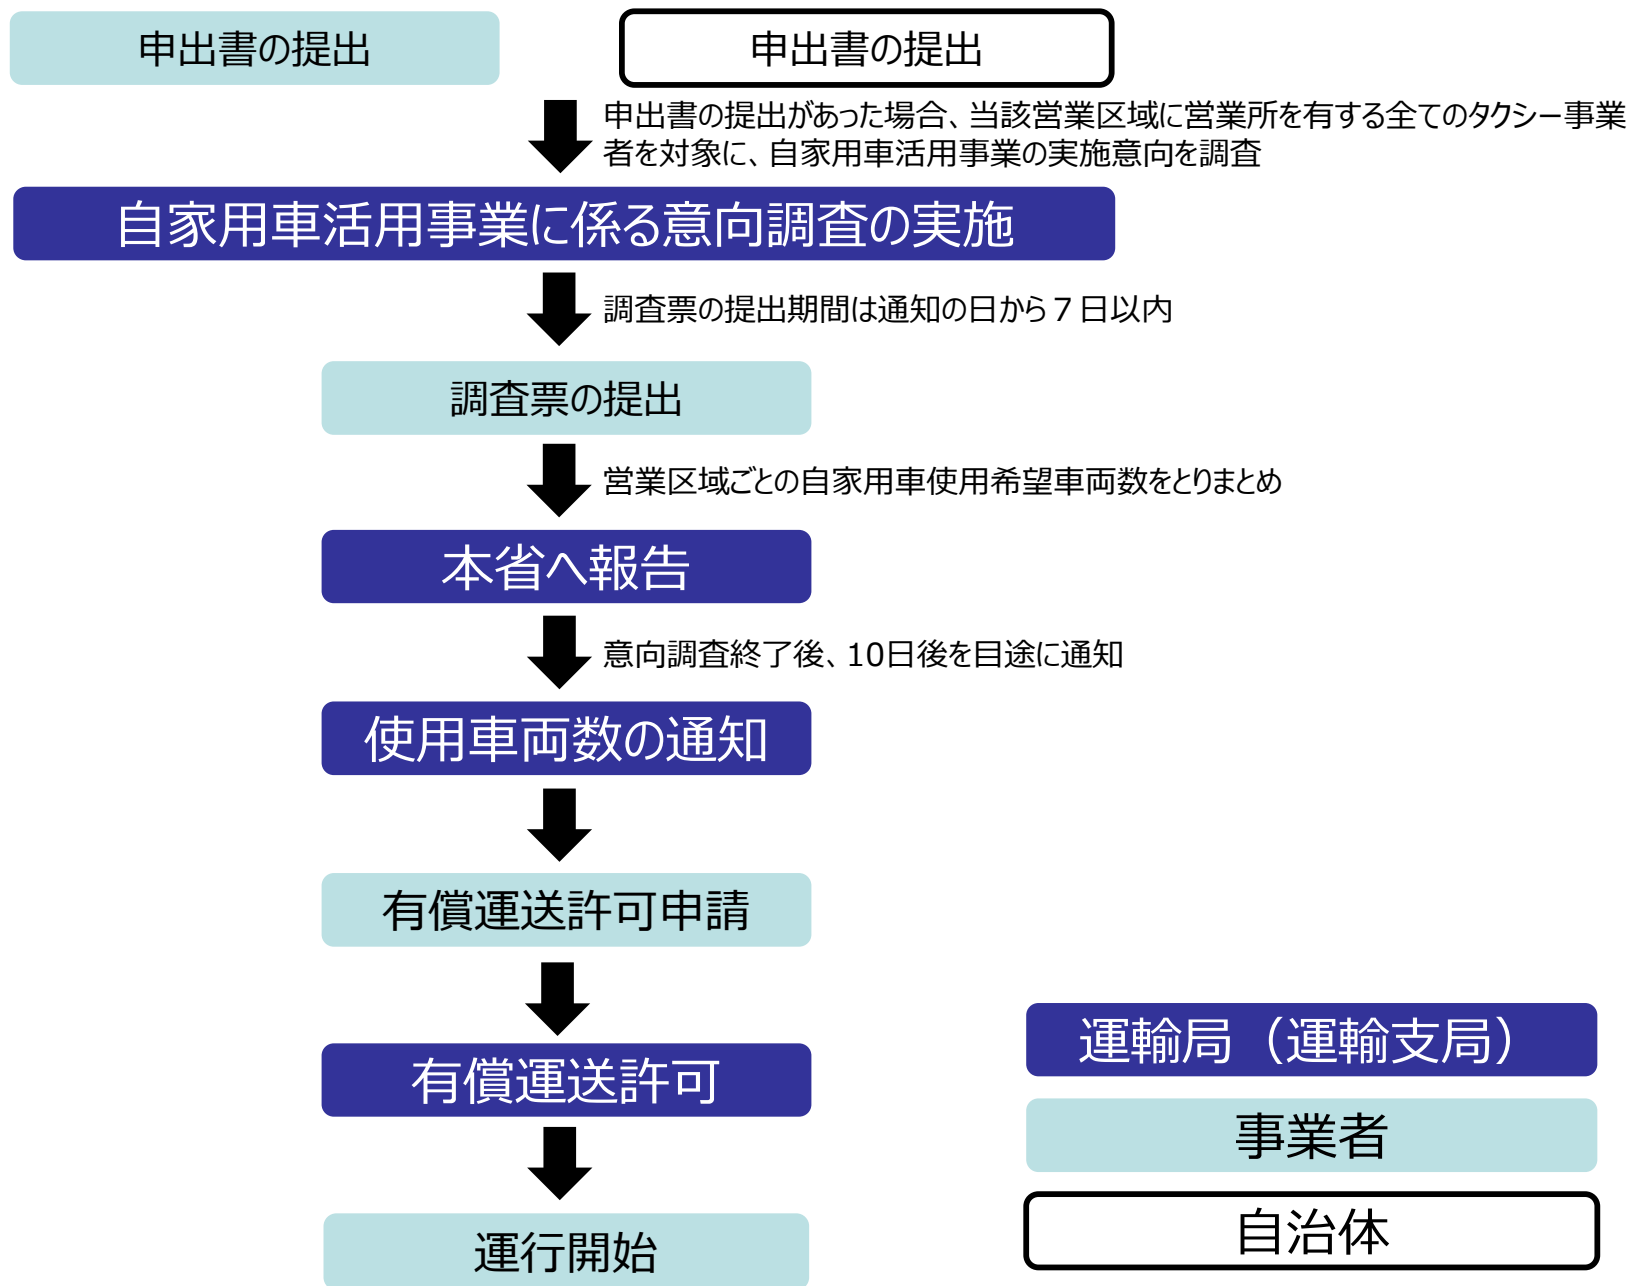 申出書の提出
申出書の提出
申出書の提出があった場合、当該営業区域に営業所を有する全てのタクシー事業
者を対象に、自家用車活用事業の実施意向を調査
自家用車活用事業に係る意向調査の実施
調査票の提出期間は通知の日から７日以内
調査票の提出
営業区域ごとの自家用車使用希望車両数をとりまとめ
本省へ報告
意向調査終了後、10日後を目途に通知
使用車両数の通知
有償運送許可申請
有償運送許可
運行開始
運輸局（運輸支局）
事業者
自治体